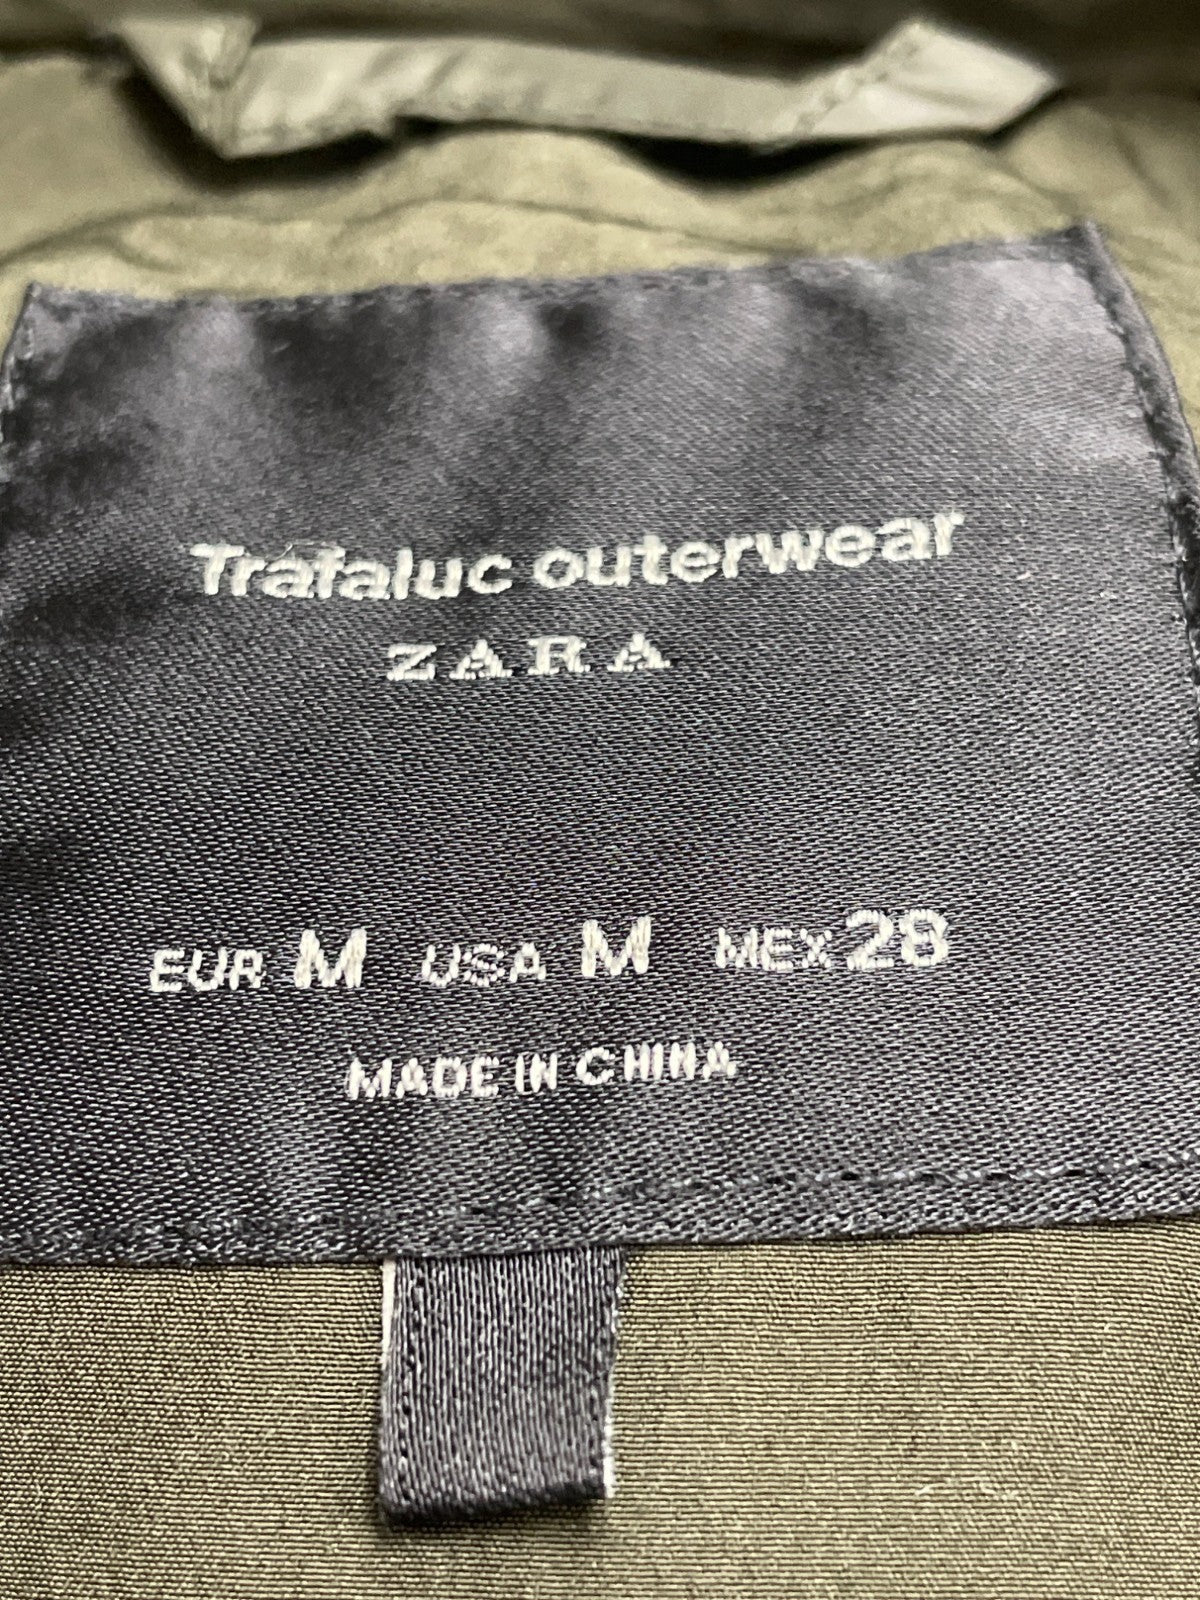 Trafaluc outerwear
ZARA
EUR M USA M MEX 28
MADE IN CHINA